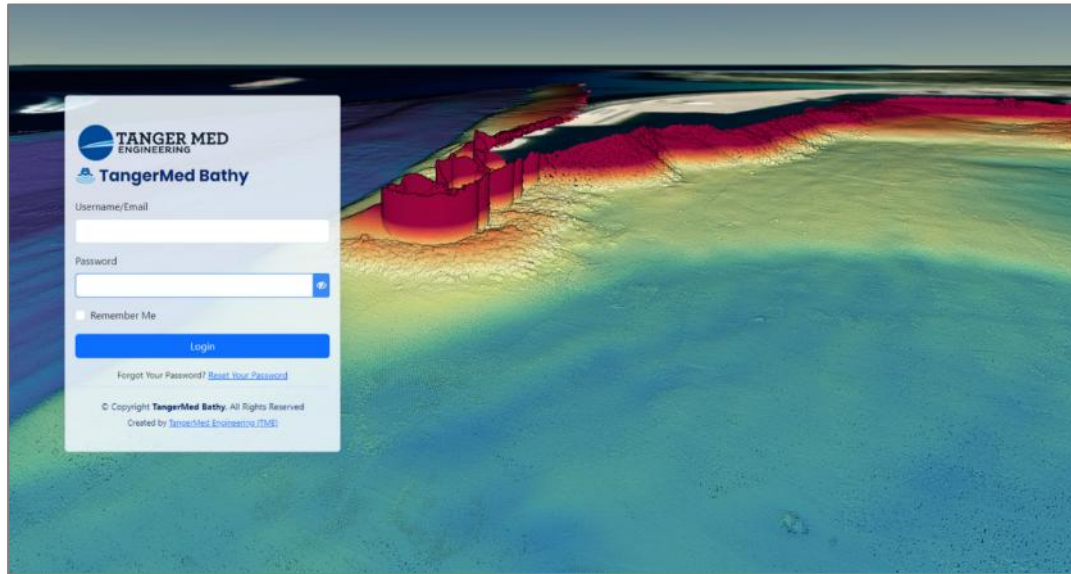 TANGER MED
ENGINEERING
TangerMed Bathy
Username/Email
Password
Remember Me
Login
Forgot Your Password? Reset Your Password
© Copyright TangerMed Bathy. All Rights Reserved
Created by TangerMed Engineering (TME)